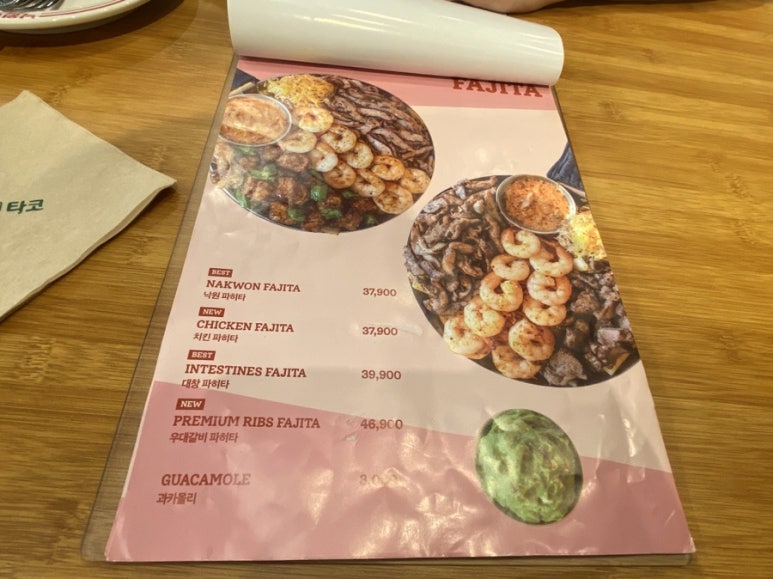 타코
FAJITA
BEST
NAKWON FAJITA 37,900
낙원 파히타
NEW
CHICKEN FAJITA 37,900
치킨 파히타
BEST
INTESTINES FAJITA 39,900
대창 파히타
NEW
PREMIUM RIBS FAJITA 46,900
우대갈비 파히타
GUACAMOLE
과카몰리